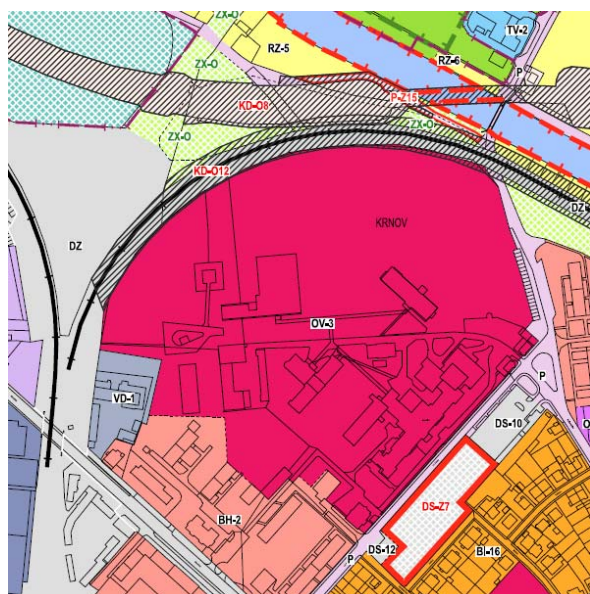 ZX-O
RZ-5
TV-2
RZ-6
P
KD-O8
P-Z15
ZX-O
ZX-O
KD-O12
DZ
DZ
KRNOV
OV-3
P
VD-1
DS-10
O
DS-Z7
BH-2
P
DS-12
BI-16